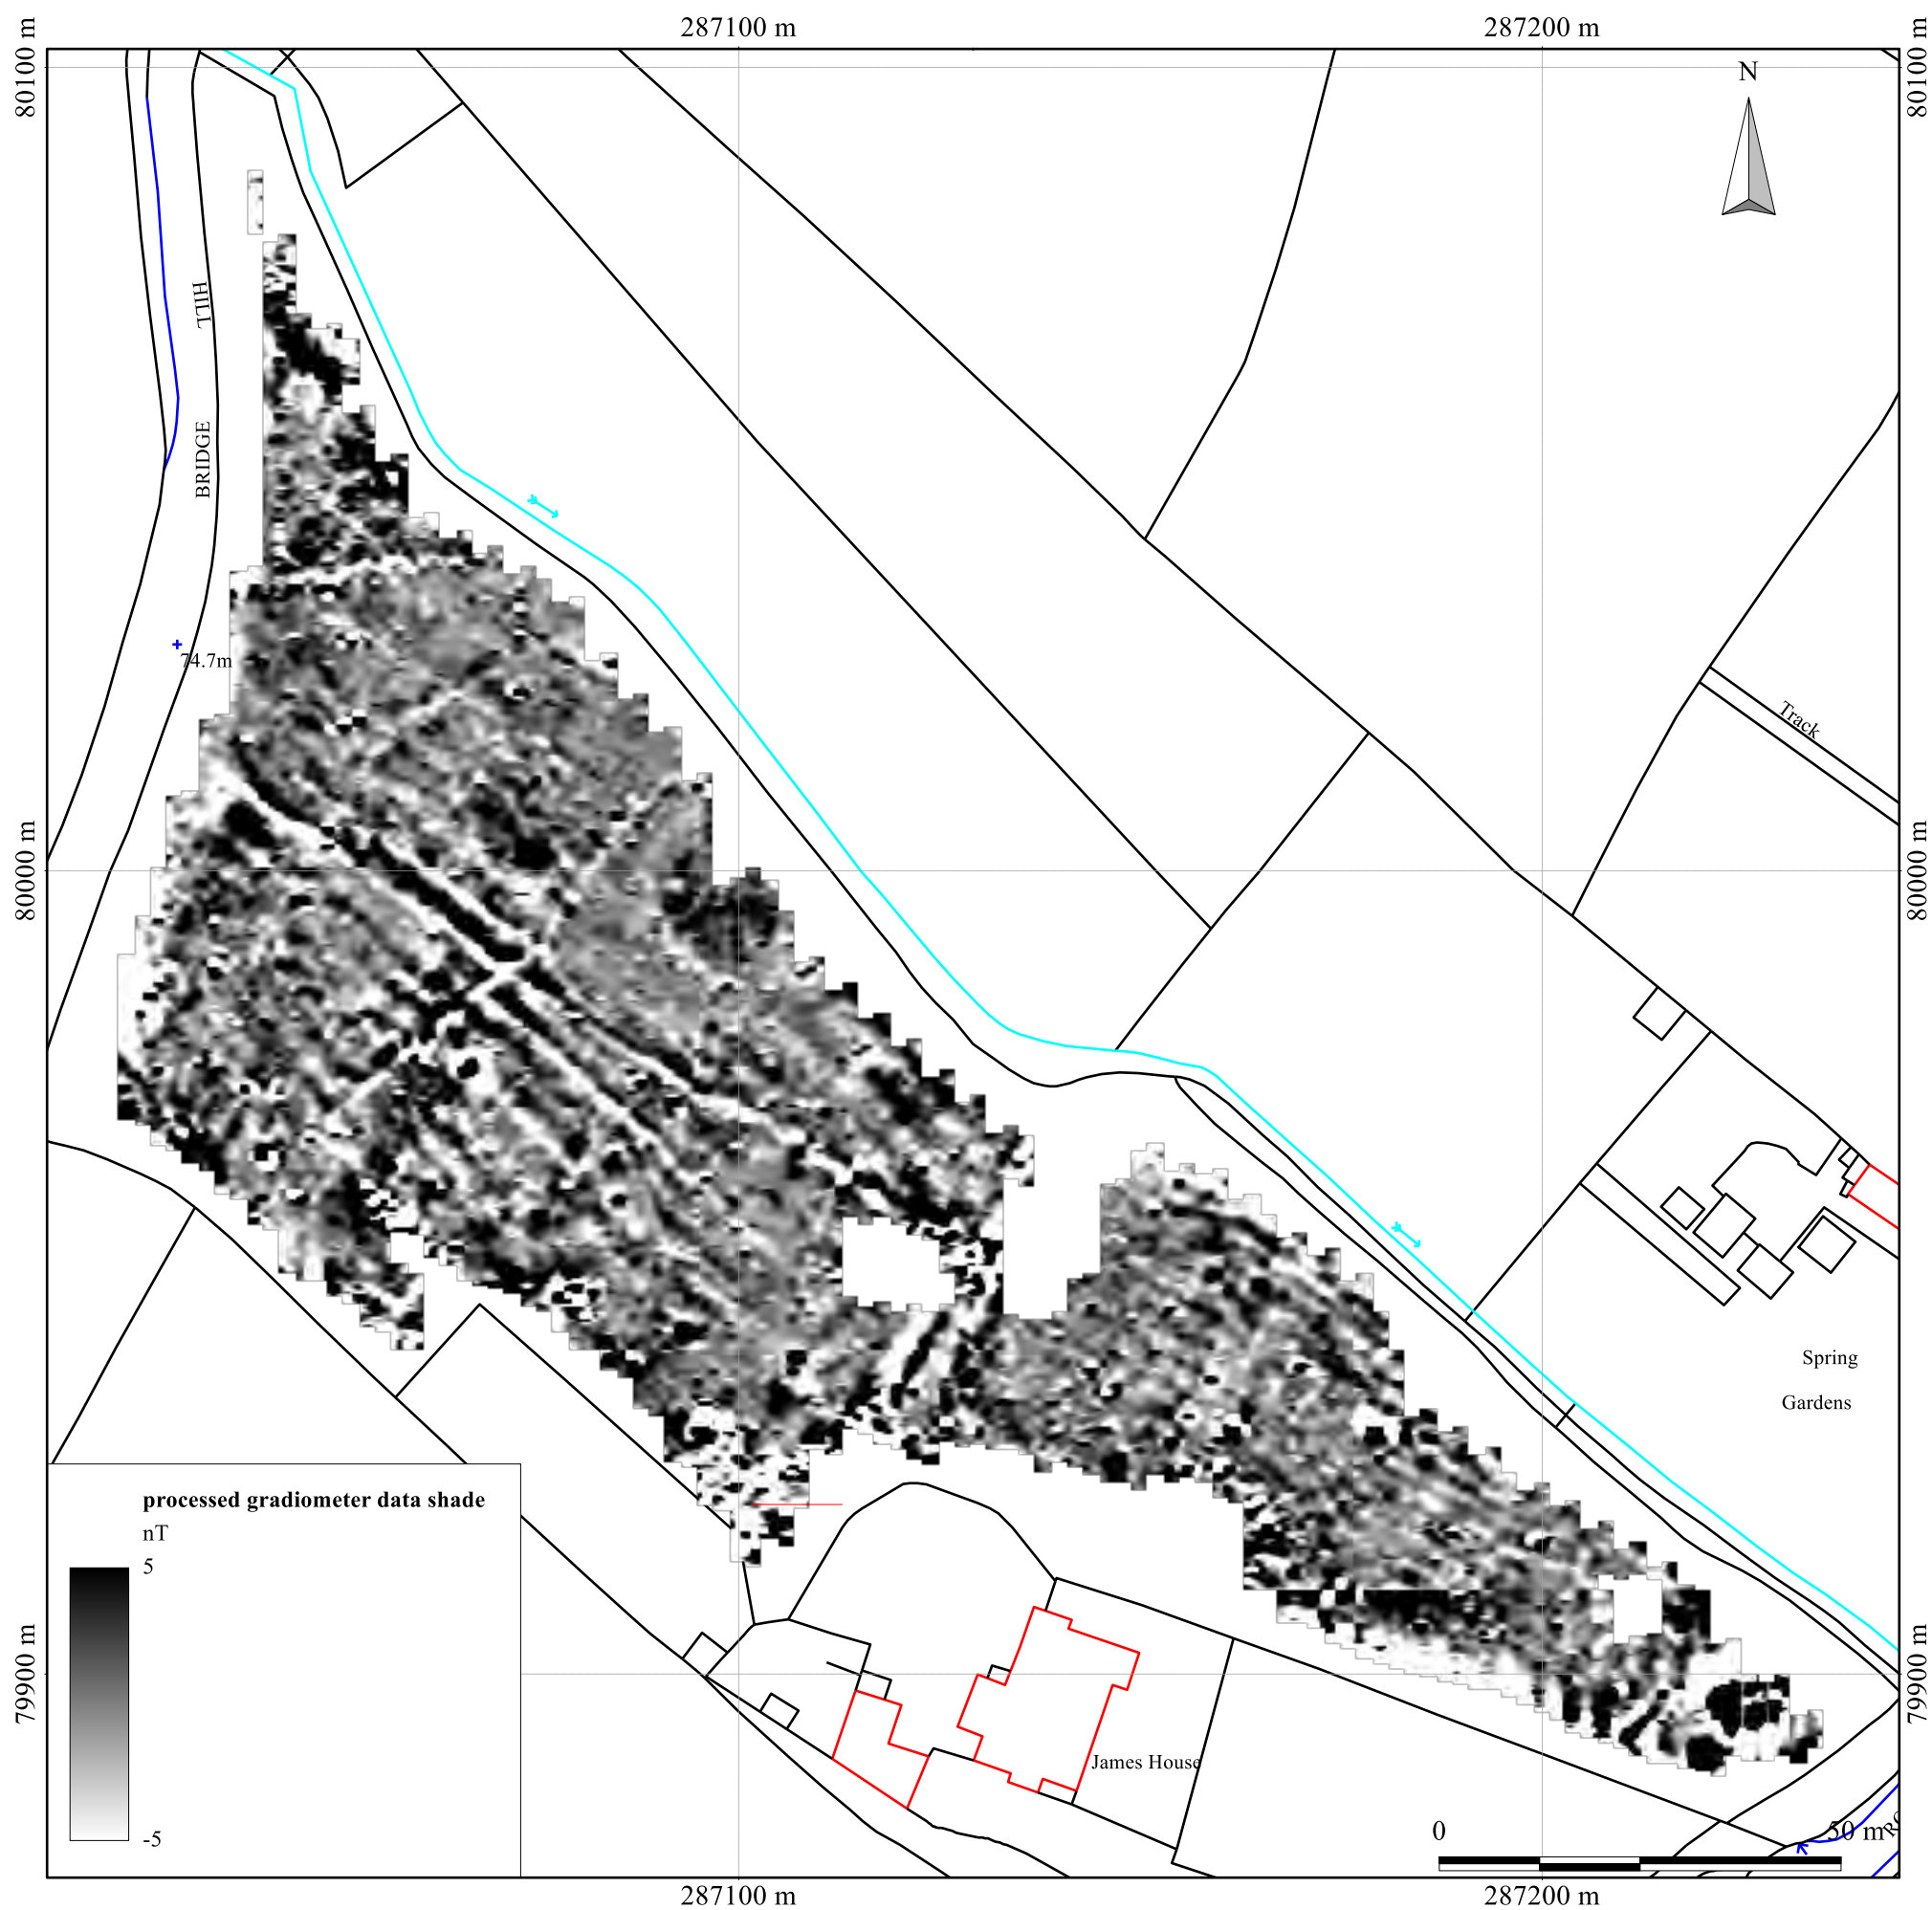 287100 m
287200 m
80100 m
80100 m
N
HILL
BRIDGE
74.7m
Track
80000 m
80000 m
Spring
Gardens
processed gradiometer data shade
nT
5
-5
79900 m
79900 m
James House
0
50 m
287100 m
287200 m